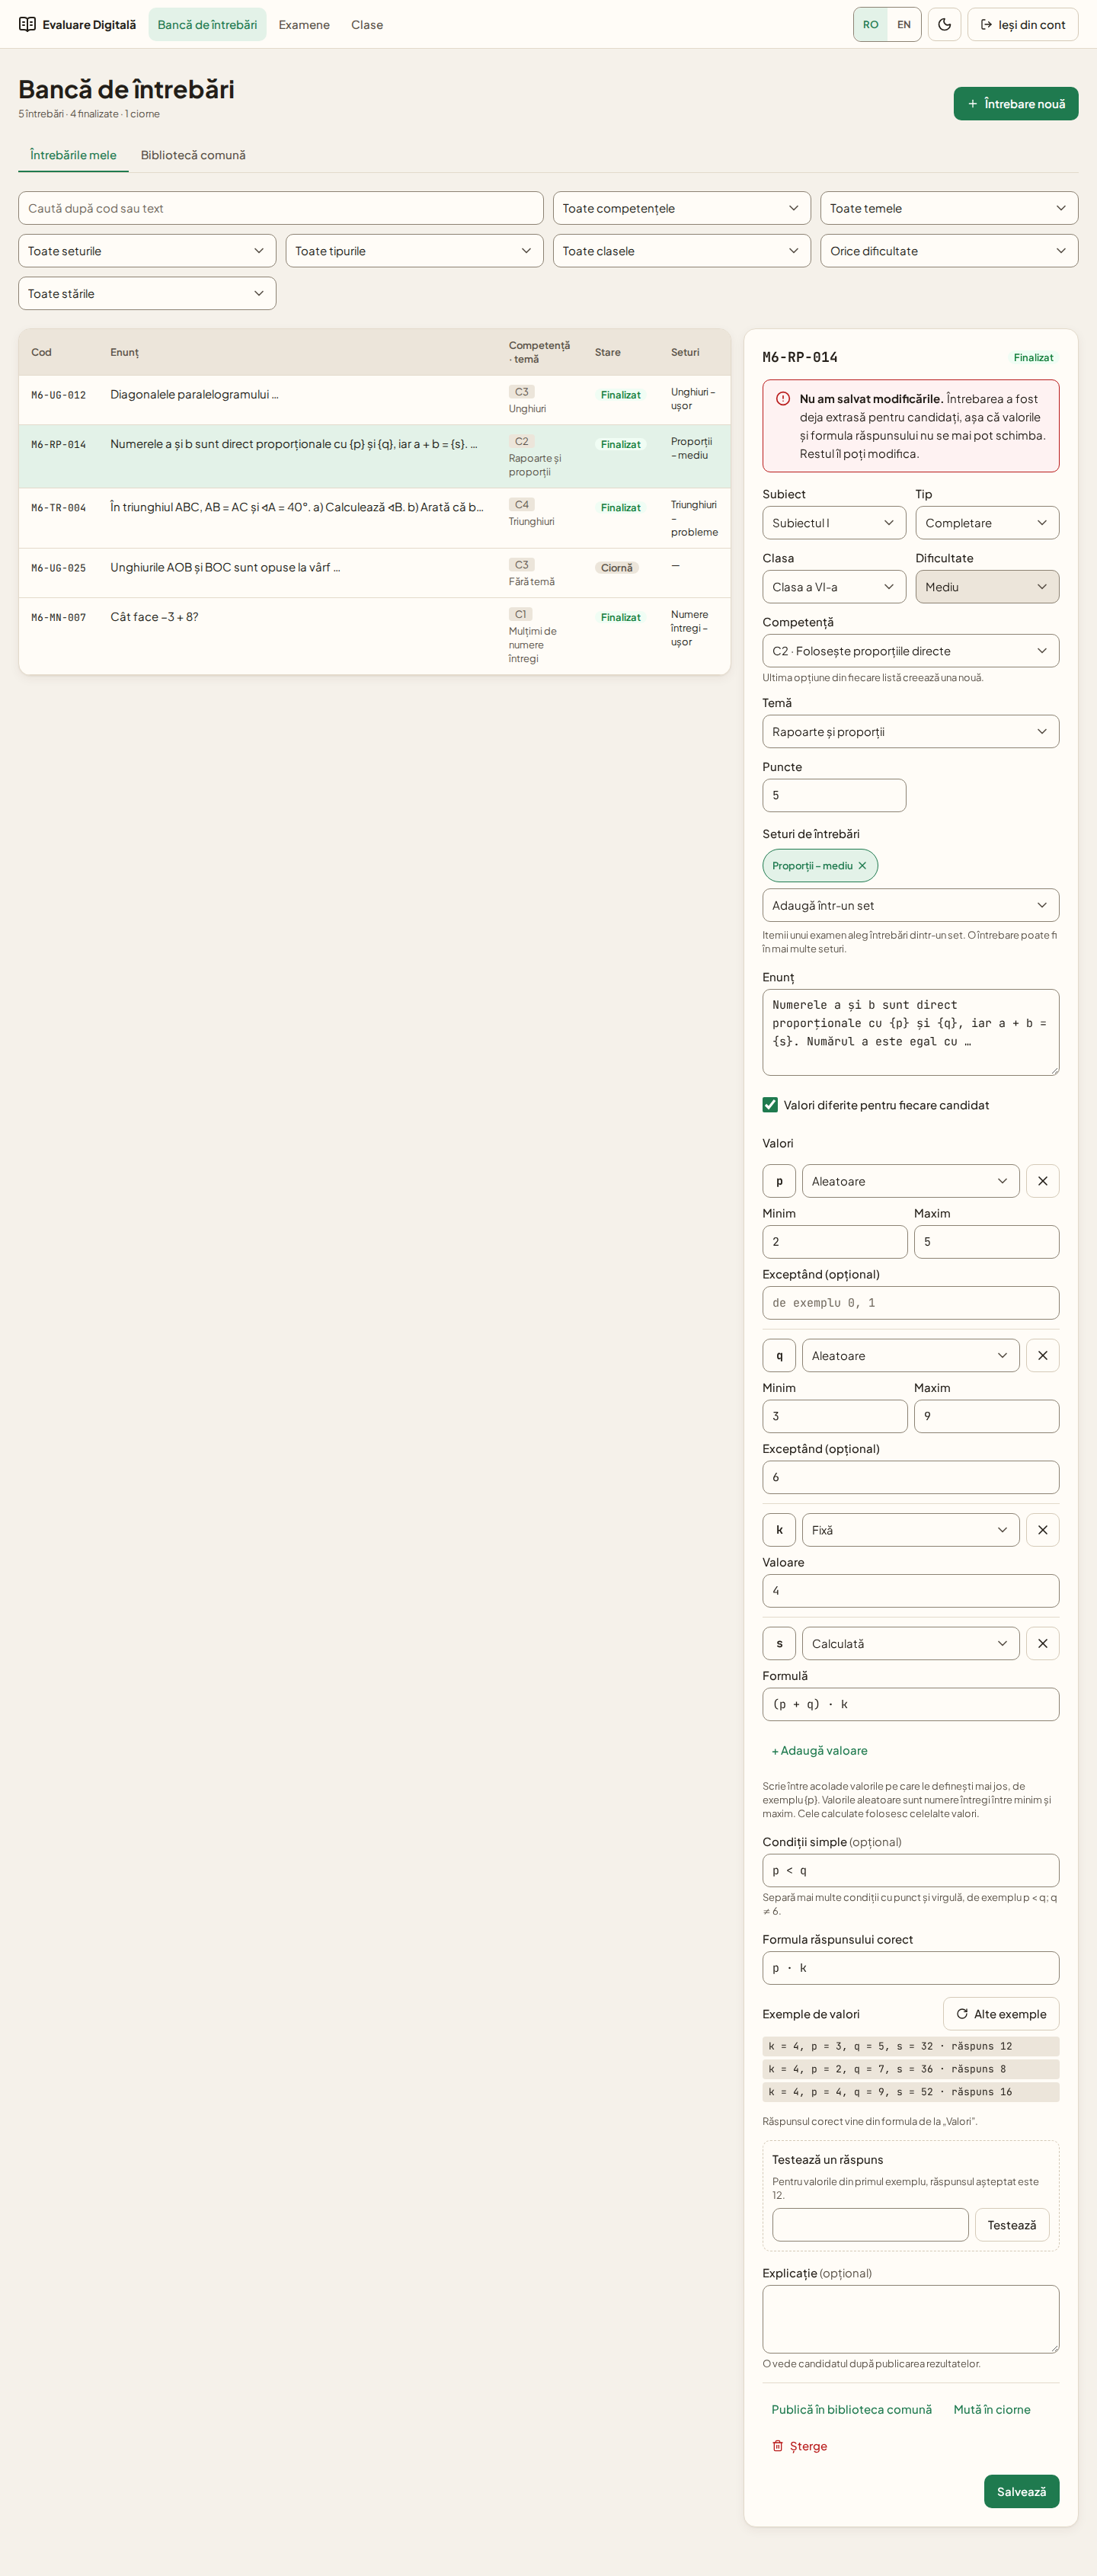 Evaluare Digitală
Bancă de întrebări
Examene
Clase
RO
EN
Ieși din cont
Bancă de întrebări
5 întrebări · 4 finalizate · 1 ciorne
Întrebare nouă
Întrebările mele
Bibliotecă comună
Caută după cod sau text
Toate competențele
Toate temele
Toate seturile
Toate tipurile
Toate clasele
Orice dificultate
Toate stările
Cod
Enunț
Competență
· temă
Stare
Seturi
M6-UG-012
Diagonalele paralelogramului …
C3
Unghiuri
Finalizat
Unghiuri –
ușor
M6-RP-014
Numerele a și b sunt direct proporționale cu {p} și {q}, iar a + b = {s}. …
C2
Rapoarte și
proporții
Finalizat
Proporții
– mediu
M6-TR-004
În triunghiul ABC, AB = AC și ∢A = 40°. a) Calculează ∢B. b) Arată că b…
C4
Triunghiuri
Finalizat
Triunghiuri
–
probleme
M6-UG-025
Unghiurile AOB și BOC sunt opuse la vârf …
C3
Fără temă
Ciornă
—
M6-MN-007
Cât face −3 + 8?
C1
Mulțimi de
numere
întregi
Finalizat
Numere
întregi –
ușor
M6-RP-014
Finalizat
Nu am salvat modificările. Întrebarea a fost
deja extrasă pentru candidați, așa că valorile
și formula răspunsului nu se mai pot schimba.
Restul îl poți modifica.
Subiect
Tip
Subiectul I
Completare
Clasa
Dificultate
Clasa a VI-a
Mediu
Competență
C2 · Folosește proporțiile directe
Ultima opțiune din fiecare listă creează una nouă.
Temă
Rapoarte și proporții
Puncte
5
Seturi de întrebări
Proporții – mediu
Adaugă într-un set
Itemii unui examen aleg întrebări dintr-un set. O întrebare poate fi
în mai multe seturi.
Enunț
Numerele a și b sunt direct
proporționale cu {p} și {q}, iar a + b =
{s}. Numărul a este egal cu …
Valori diferite pentru fiecare candidat
Valori
p
Aleatoare
Minim
Maxim
2
5
Exceptând (opțional)
de exemplu 0, 1
q
Aleatoare
Minim
Maxim
3
9
Exceptând (opțional)
6
k
Fixă
Valoare
4
s
Calculată
Formulă
(p + q) · k
+ Adaugă valoare
Scrie între acolade valorile pe care le definești mai jos, de
exemplu {p}. Valorile aleatoare sunt numere întregi între minim și
maxim. Cele calculate folosesc celelalte valori.
Condiții simple (opțional)
p < q
Separă mai multe condiții cu punct și virgulă, de exemplu p < q; q
≠ 6.
Formula răspunsului corect
p · k
Exemple de valori
Alte exemple
k = 4, p = 3, q = 5, s = 32 · răspuns 12
k = 4, p = 2, q = 7, s = 36 · răspuns 8
k = 4, p = 4, q = 9, s = 52 · răspuns 16
Răspunsul corect vine din formula de la „Valori”.
Testează un răspuns
Pentru valorile din primul exemplu, răspunsul așteptat este
12.
Testează
Explicație (opțional)
O vede candidatul după publicarea rezultatelor.
Publică în biblioteca comună
Mută în ciorne
Șterge
Salvează